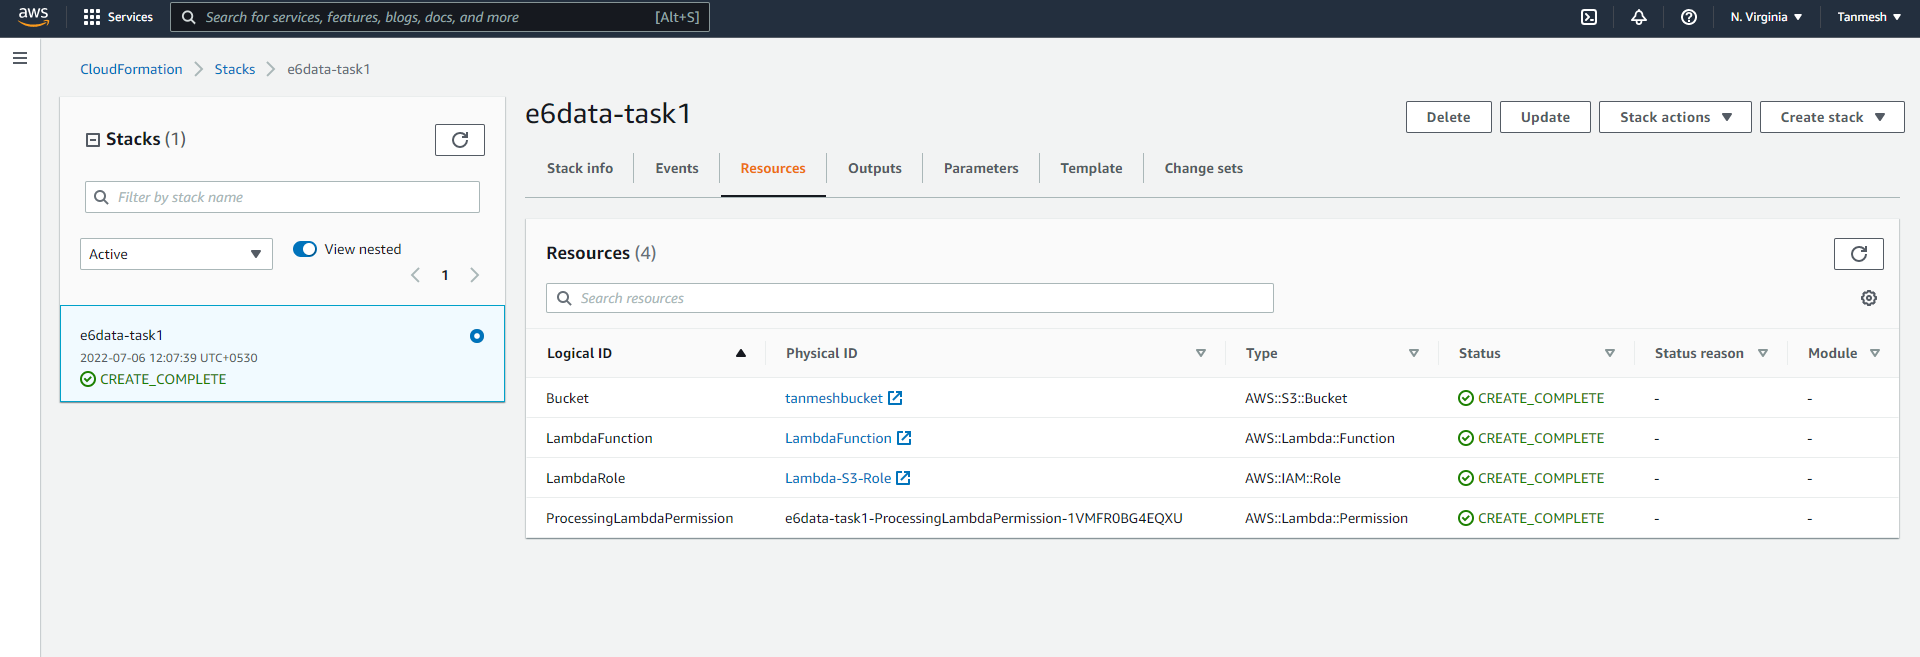 aws Services Search for services, features, blogs, docs, and more [Alt+S] N. Virginia Tanmesh
CloudFormation Stacks e6data-task1
Stacks (1)
Filter by stack name
Active View nested
1
e6data-task1
2022-07-06 12:07:39 UTC+0530
CREATE_COMPLETE
e6data-task1
Delete Update Stack actions Create stack
Stack info Events Resources Outputs Parameters Template Change sets
Resources (4)
Search resources
Logical ID Physical ID Type Status Status reason Module
Bucket tanmeshbucket AWS::S3::Bucket CREATE_COMPLETE - -
LambdaFunction LambdaFunction AWS::Lambda::Function CREATE_COMPLETE - -
LambdaRole Lambda-S3-Role AWS::IAM::Role CREATE_COMPLETE - -
ProcessingLambdaPermission e6data-task1-ProcessingLambdaPermission-1VMFR0BG4EQXU AWS::Lambda::Permission CREATE_COMPLETE - -